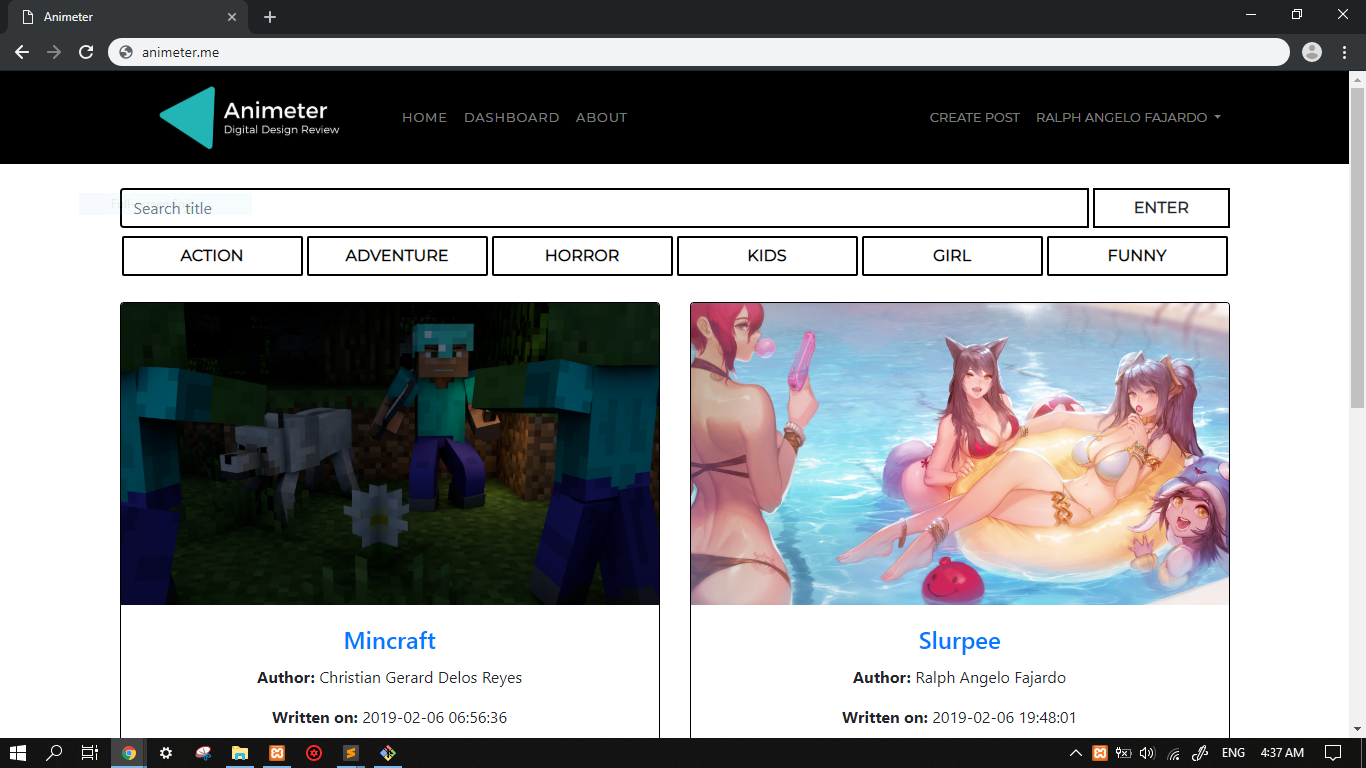 Animeter
animeter.me
Animeter
Digital Design Review
HOME DASHBOARD ABOUT CREATE POST RALPH ANGELO FAJARDO
Search title ENTER
ACTION ADVENTURE HORROR KIDS GIRL FUNNY
Mincraft
Author: Christian Gerard Delos Reyes
Written on: 2019-02-06 06:56:36
Slurpee
Author: Ralph Angelo Fajardo
Written on: 2019-02-06 19:48:01
ENG 4:37 AM